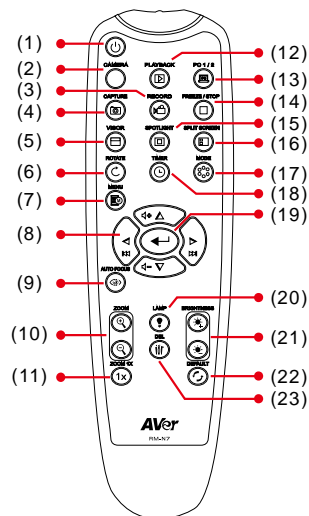 (1)
(2)
(3)
(4)
(5)
(6)
(7)
(8)
(9)
(10)
(11)
CAMERA
PLAYBACK
PC 1 / 2
CAPTURE
RECORD
FREEZE / STOP
VISOR
SPOTLIGHT
SPLIT SCREEN
ROTATE
TIMER
MODE
MENU
AUTO FOCUS
ZOOM
LAMP
BRIGHTNESS
DEL
ZOOM 1X
1x
DEFAULT
AVer
RM-N7
(12)
(13)
(14)
(15)
(16)
(17)
(18)
(19)
(20)
(21)
(22)
(23)